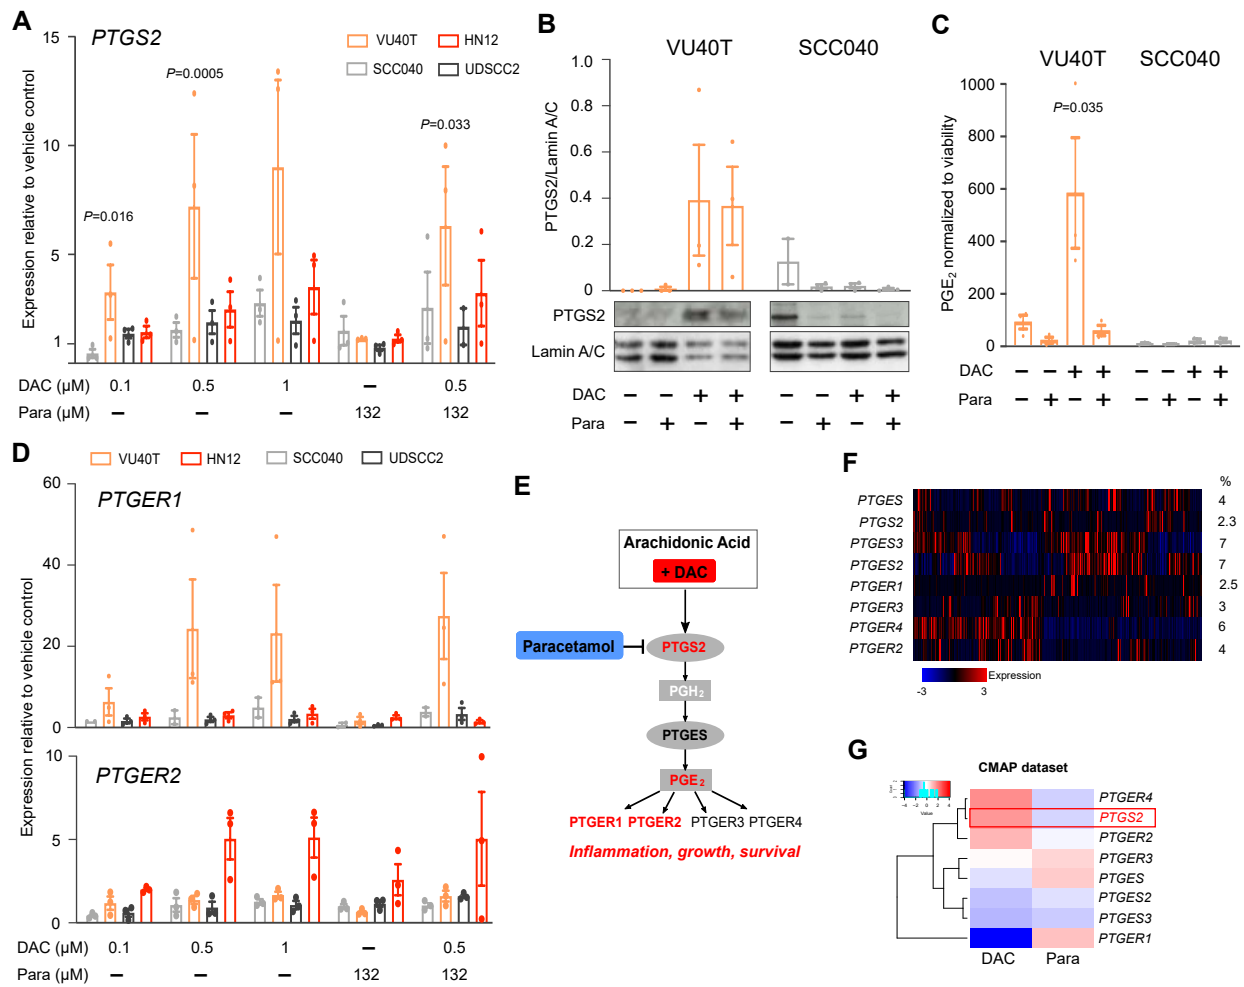 A
PTGS2
Expression relative to vehicle control
15
10
5
1
VU40T
HN12
SCC040
UDSCC2
P=0.016
P=0.0005
P=0.033
DAC (µM) 0.1 0.5 1 – 0.5
Para (µM) – – – 132 132
B
VU40T SCC040
PTGS2/Lamin A/C
1.0
0.8
0.6
0.4
0.2
0
PTGS2
Lamin A/C
DAC – – + + – – + –
Para – + – + – + – +
C
VU40T SCC040
PGE2 normalized to viability
1000
800
600
400
200
0
P=0.035
DAC – – + + – – + +
Para – + – + – + – +
D
VU40T HN12 SCC040 UDSCC2
Expression relative to vehicle control
PTGER1
60
40
20
0
PTGER2
10
5
0
DAC (µM) 0.1 0.5 1 – 0.5
Para (µM) – – – 132 132
E
Arachidonic Acid
+ DAC
Paracetamol
PTGS2
PGH2
PTGES
PGE2
PTGER1 PTGER2 PTGER3 PTGER4
Inflammation, growth, survival
F
%
PTGES 4
PTGS2 2.3
PTGES3 7
PTGES2 7
PTGER1 2.5
PTGER3 3
PTGER4 6
PTGER2 4
-3 3 Expression
G
CMAP dataset
-4 -2 0 2 4
Value
PTGER4
PTGS2
PTGER2
PTGER3
PTGES
PTGES2
PTGES3
PTGER1
DAC Para